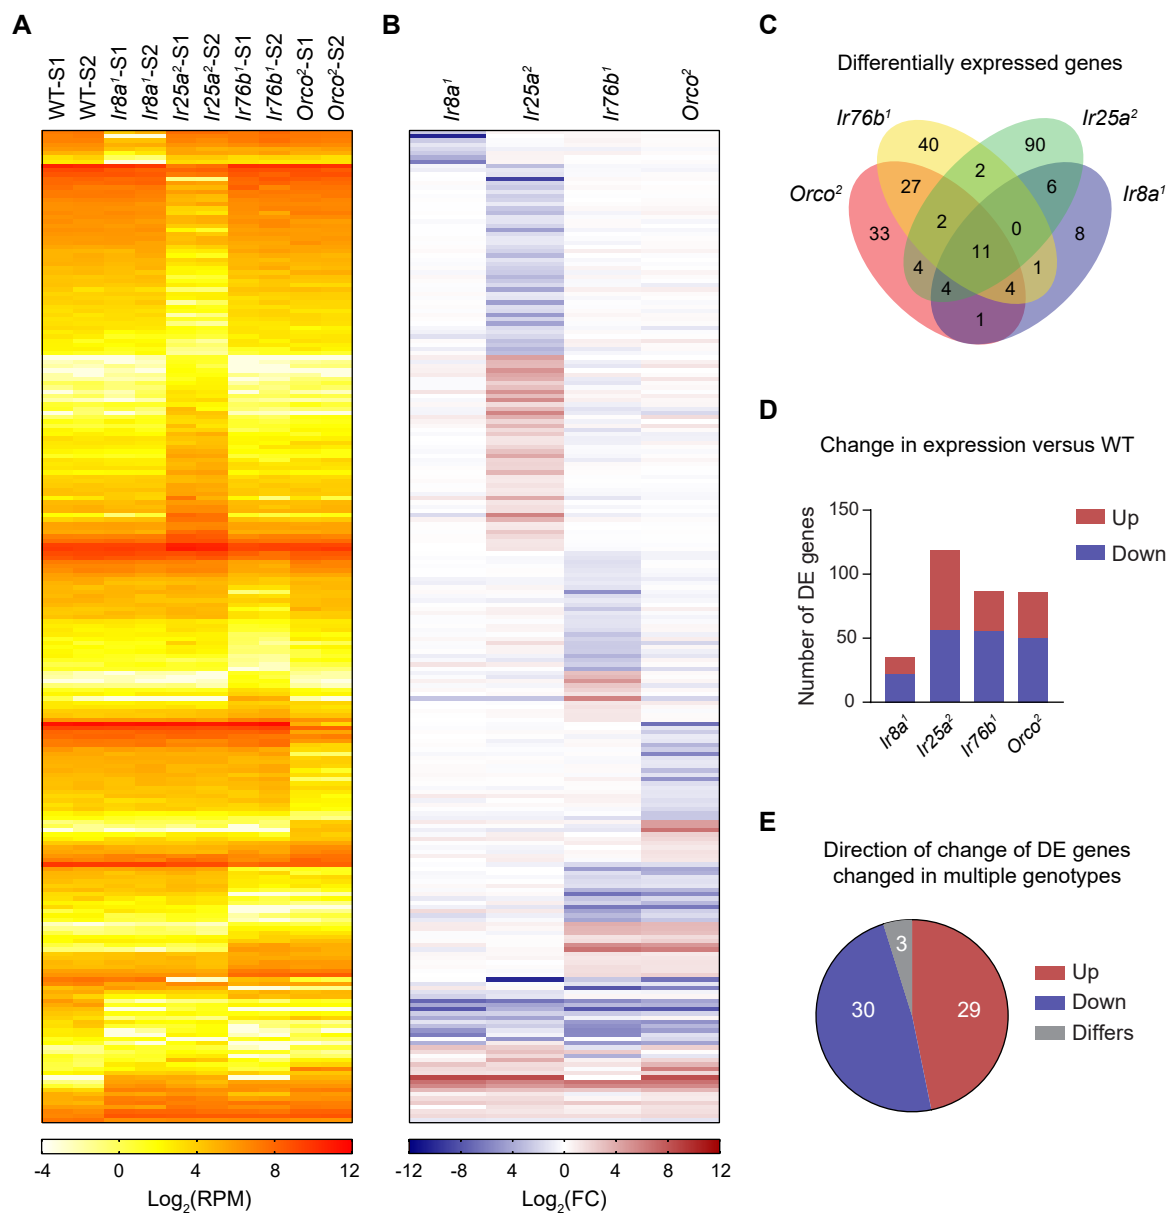 A
WT-S1
WT-S2
Ir8a¹-S1
Ir8a¹-S2
Ir25a²-S1
Ir25a²-S2
Ir76b¹-S1
Ir76b¹-S2
Orco²-S1
Orco²-S2
-4 0 4 8 12
Log₂(RPM)
B
Ir8a¹
Ir25a²
Ir76b¹
Orco²
-12 -8 4 0 4 8 12
Log₂(FC)
C
Differentially expressed genes
Ir76b¹
Ir25a²
Orco²
Ir8a¹
40
90
2
27
6
2
0
33
8
11
4
1
4
4
1
D
Change in expression versus WT
Number of DE genes
150
100
50
0
Ir8a¹
Ir25a²
Ir76b¹
Orco²
Up
Down
E
Direction of change of DE genes
changed in multiple genotypes
3
30
29
Up
Down
Differs